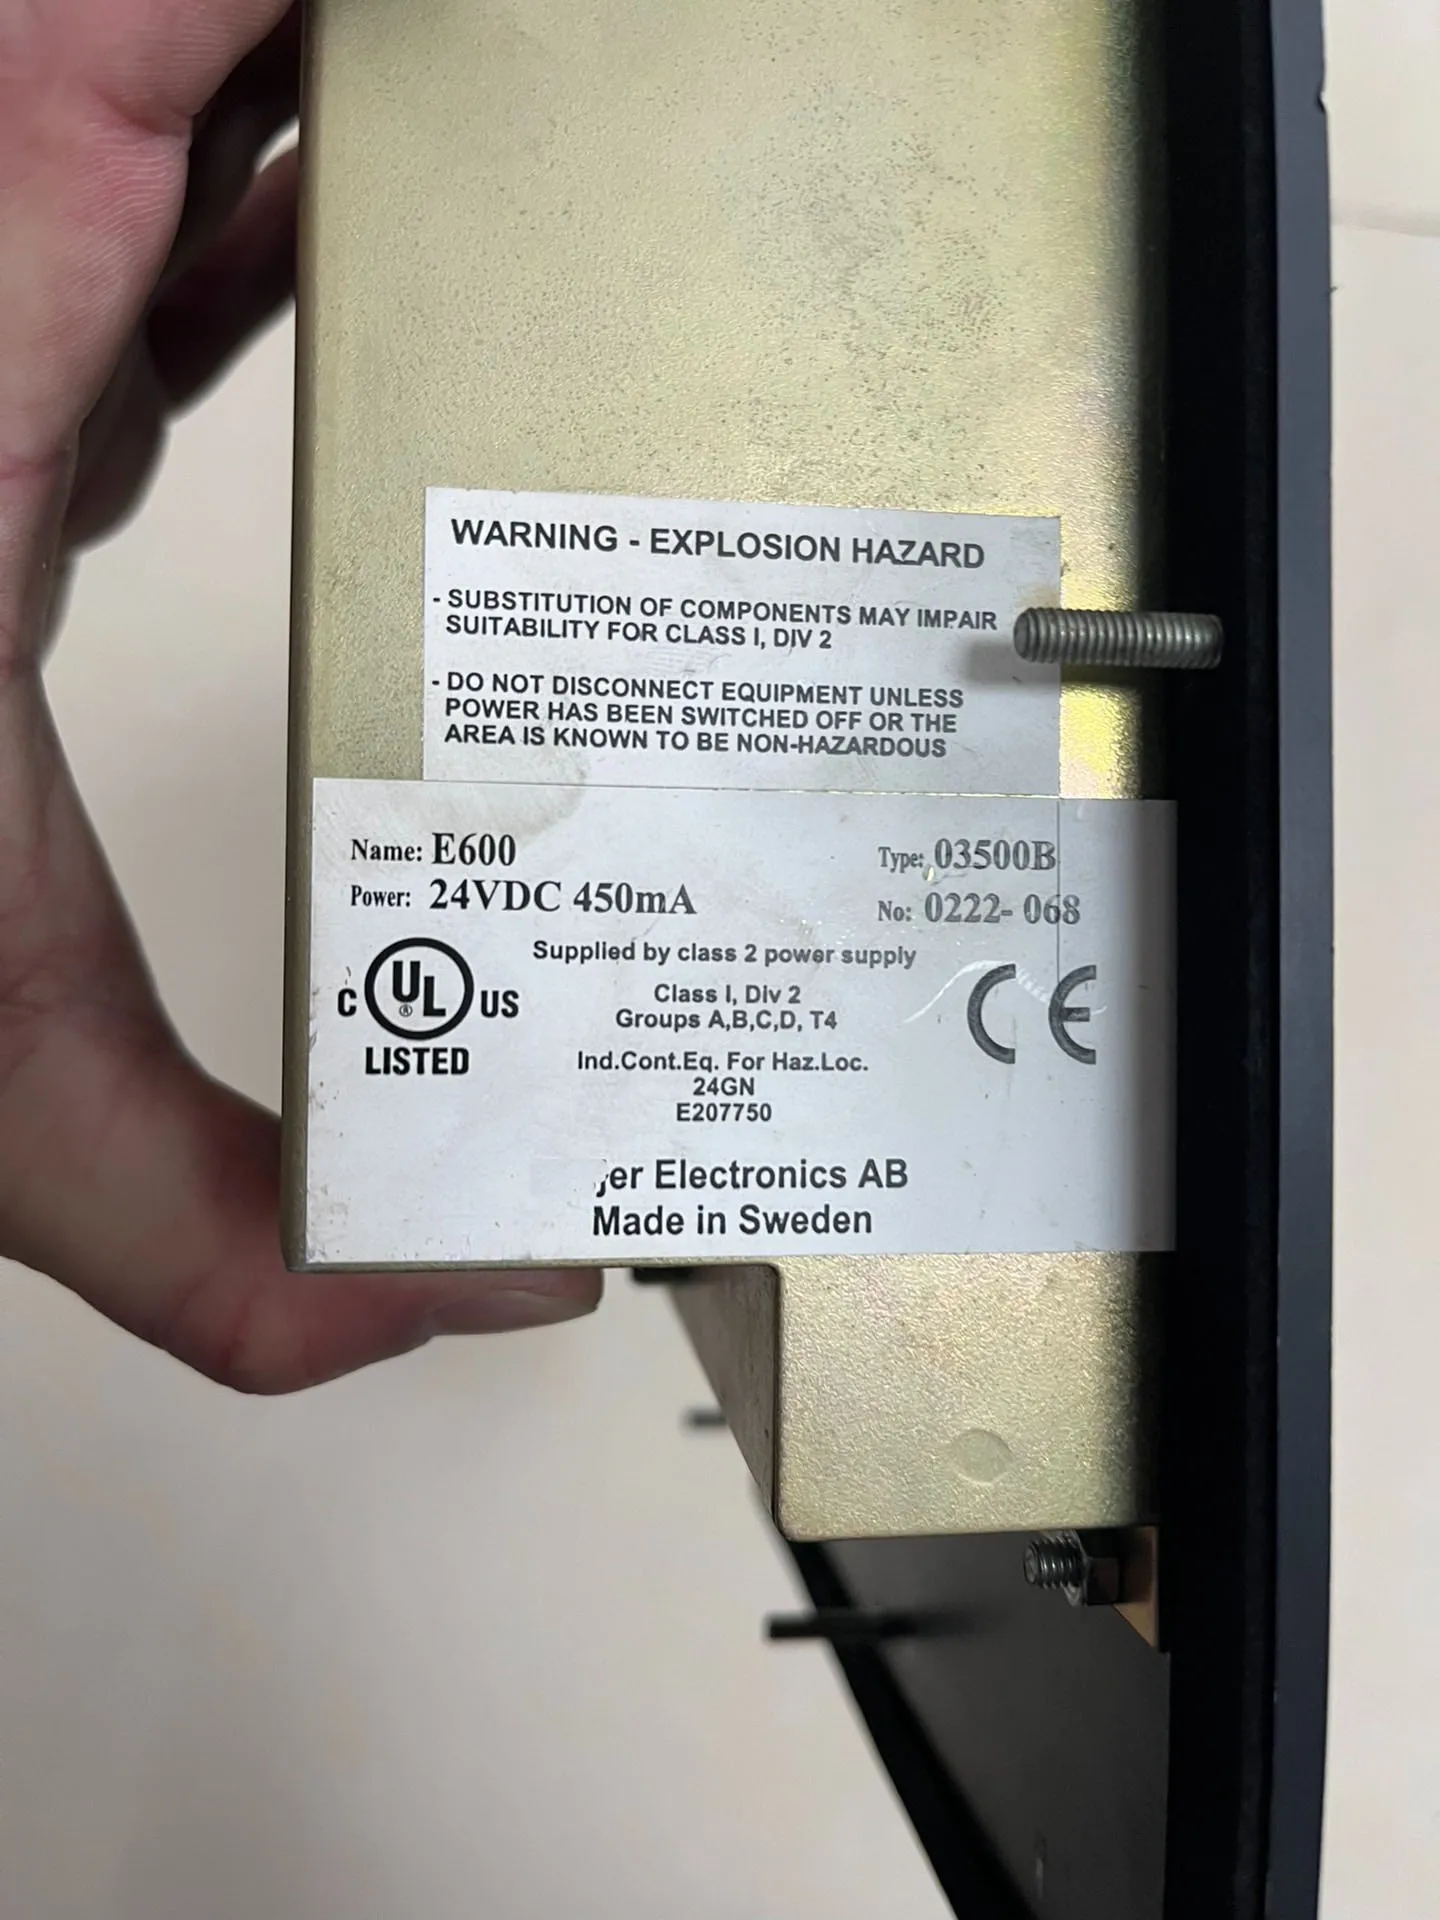 WARNING - EXPLOSION HAZARD
- SUBSTITUTION OF COMPONENTS MAY IMPAIR
SUITABILITY FOR CLASS I, DIV 2
- DO NOT DISCONNECT EQUIPMENT UNLESS
POWER HAS BEEN SWITCHED OFF OR THE
AREA IS KNOWN TO BE NON-HAZARDOUS
Name: E600 Type: 03500B
Power: 24VDC 450mA No: 0222- 068
Supplied by class 2 power supply
C UL® US CE
LISTED
Class I, Div 2
Groups A,B,C,D, T4
Ind.Cont.Eq. For Haz.Loc.
24GN
E207750
Electronics AB
Made in Sweden